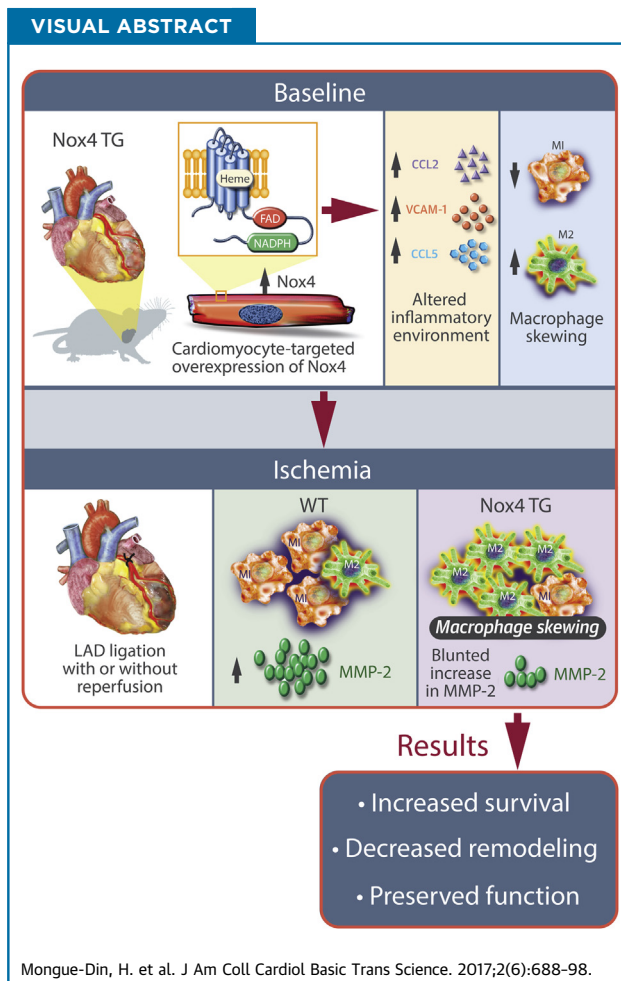 VISUAL ABSTRACT
Baseline
Nox4 TG
Heme
FAD
NADPH
Nox4
Cardiomyocyte-targeted
overexpression of Nox4
CCL2
VCAM-1
CCL5
Altered
inflammatory
environment
MI
M2
Macrophage
skewing
Ischemia
LAD ligation
with or without
reperfusion
WT
MI
MI
M2
MI
MMP-2
Nox4 TG
M2
M2
M2
M2
MI
Macrophage skewing
Blunted
increase
in MMP-2
MMP-2
Results
• Increased survival
• Decreased remodeling
• Preserved function
Mongue-Din, H. et al. J Am Coll Cardiol Basic Trans Science. 2017;2(6):688–98.